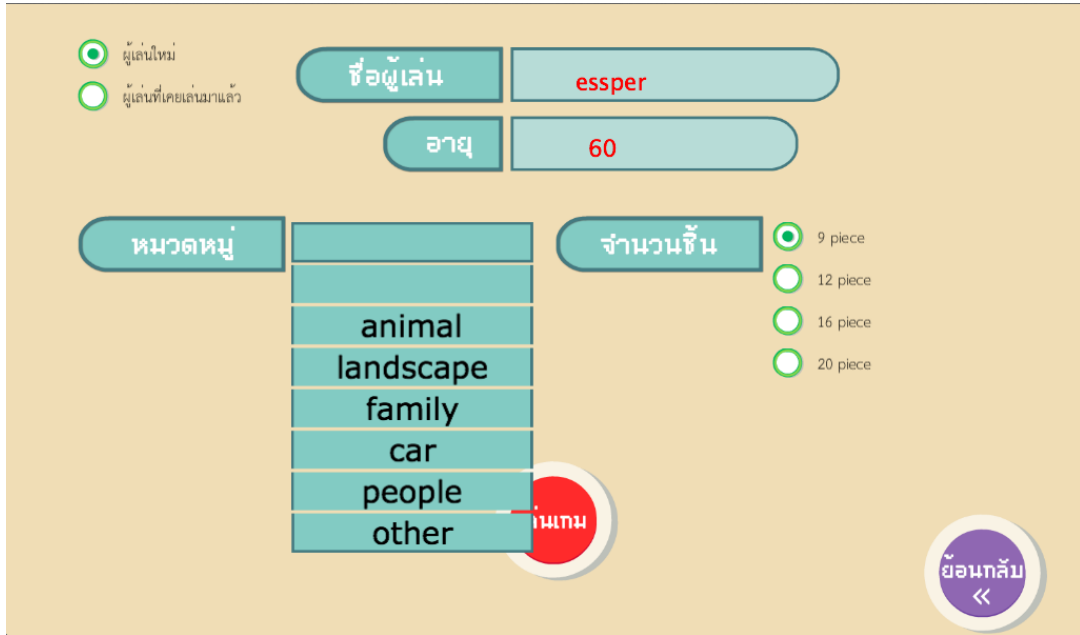 ผู้เล่นใหม่
ผู้เล่นที่เคยเล่นมาแล้ว
ชื่อผู้เล่น
essper
อายุ
60
หมวดหมู่
animal
landscape
family
car
people
other
จำนวนชิ้น
9 piece
12 piece
16 piece
20 piece
ย้อนกลับ
«